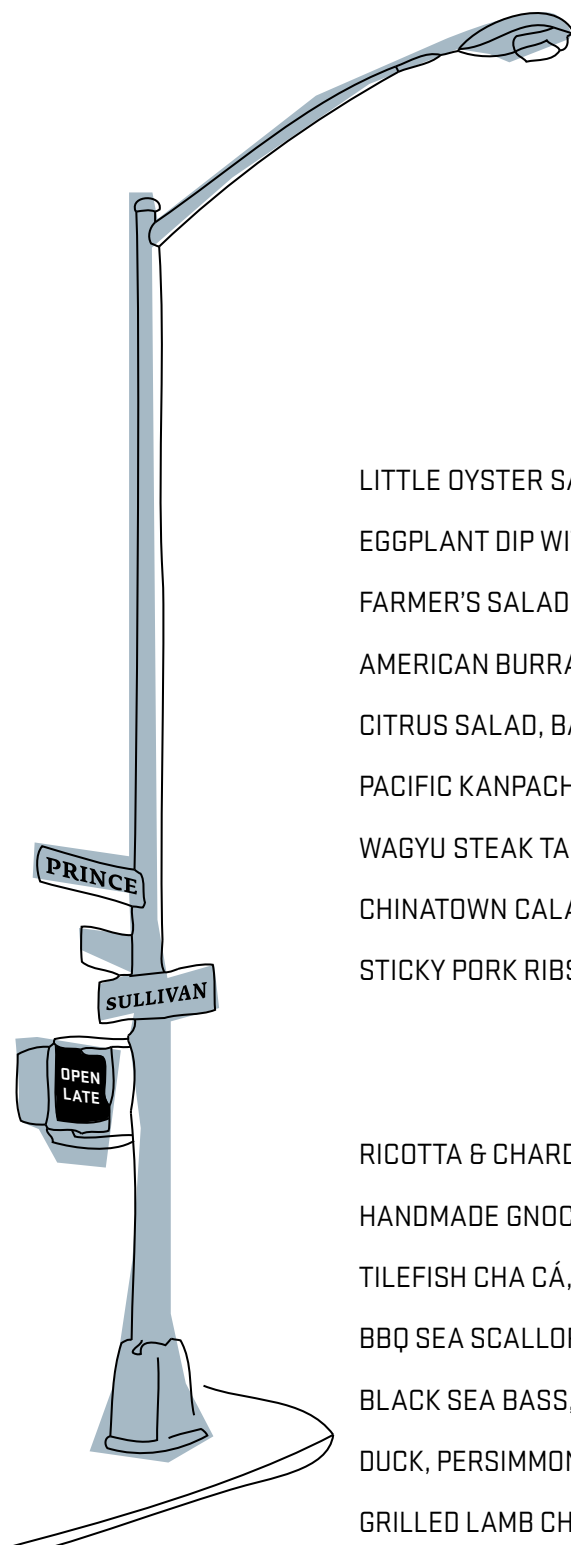 LITTLE OYSTER
EGGPLANT DIP
FARMER'S SALAD
AMERICAN
CITRUS SALAD,
PACIFIC
WAGYU STEAK
PRINCE
CHINATOWN
STICKY PORK RIBS
SULLIVAN
OPEN
LATE
RICOTTA & CHARD
HANDMADE
TILEFISH CHA CÁ,
BBQ SEA
BLACK SEA BASS,
DUCK,
GRILLED LAMB